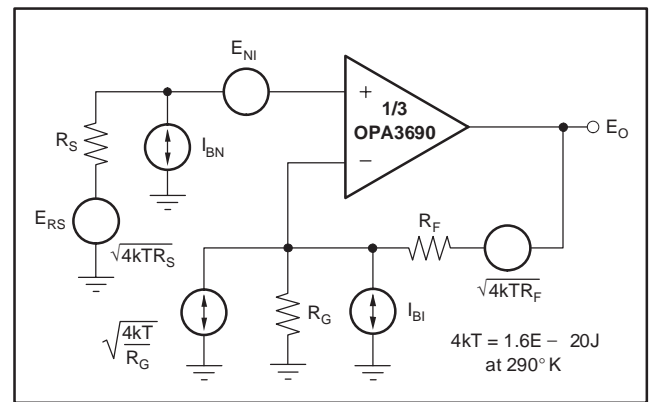 E_NI
+
1/3
OPA3690
−
E_O
R_S
I_BN
E_RS
√4kTR_S
R_F
√4kTR_F
√4kT/R_G
R_G
I_BI
4kT = 1.6E − 20J
at 290°K